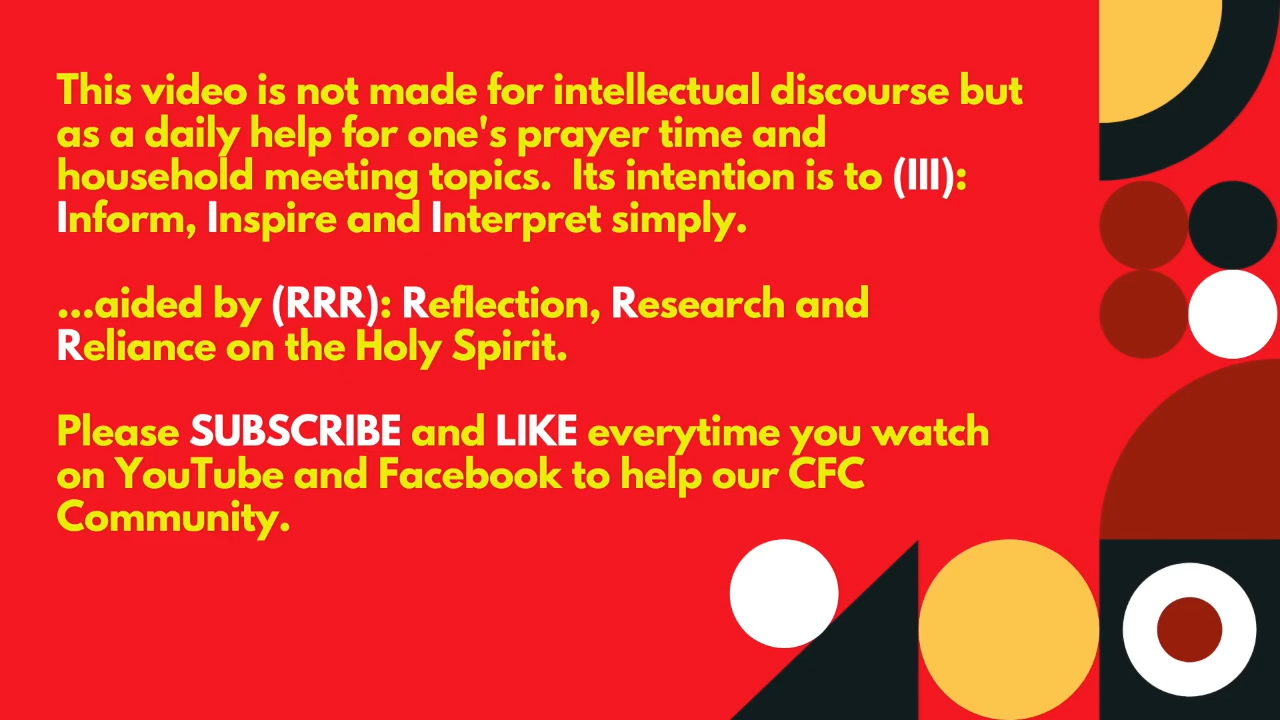 This video is not made for intellectual discourse but
as a daily help for one's prayer time and
household meeting topics.  Its intention is to (III):
Inform, Inspire and Interpret simply.
...aided by (RRR): Reflection, Research and
Reliance on the Holy Spirit.
Please SUBSCRIBE and LIKE everytime you watch
on YouTube and Facebook to help our CFC
Community.